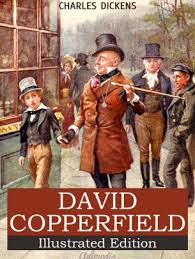 CHARLES DICKENS
DAVID
COPPERFIELD
Illustrated Edition